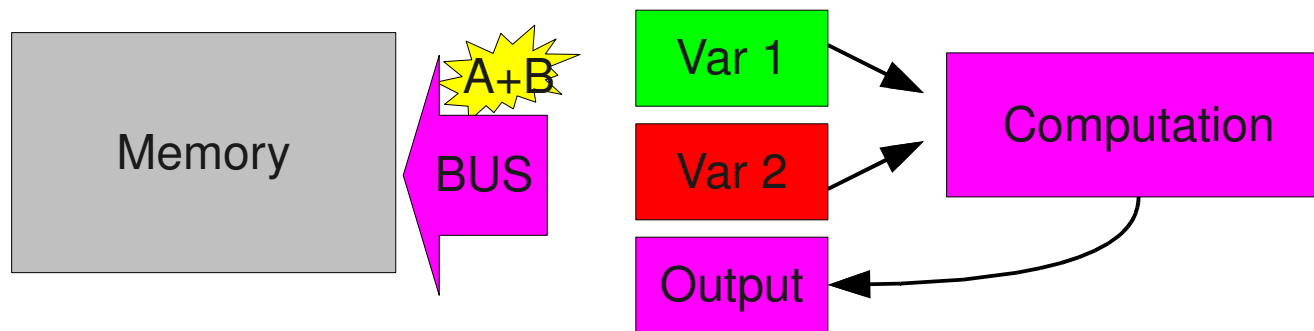 Memory
A+B
BUS
Var 1
Var 2
Output
Computation